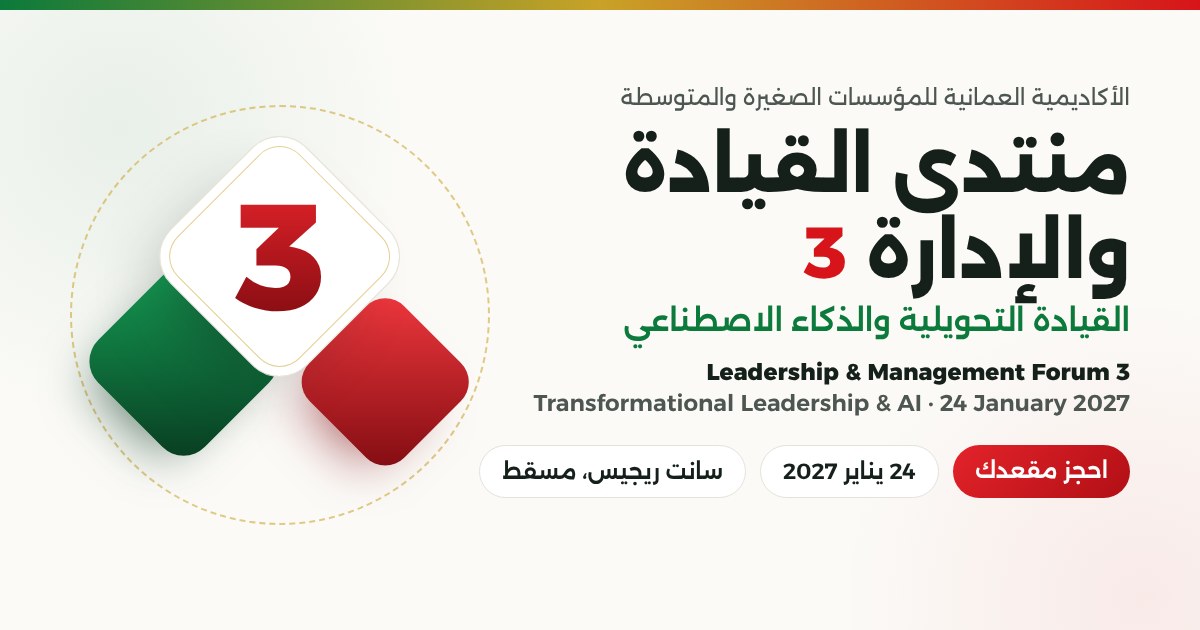 الأكاديمية العمانية للمؤسسات الصغيرة والمتوسطة
منتدى القيادة
والإدارة 3
القيادة التحويلية والذكاء الاصطناعي
Leadership & Management Forum 3
Transformational Leadership & AI · 24 January 2027
احجز مقعدك
24 يناير 2027
سانت ريجيس، مسقط
3